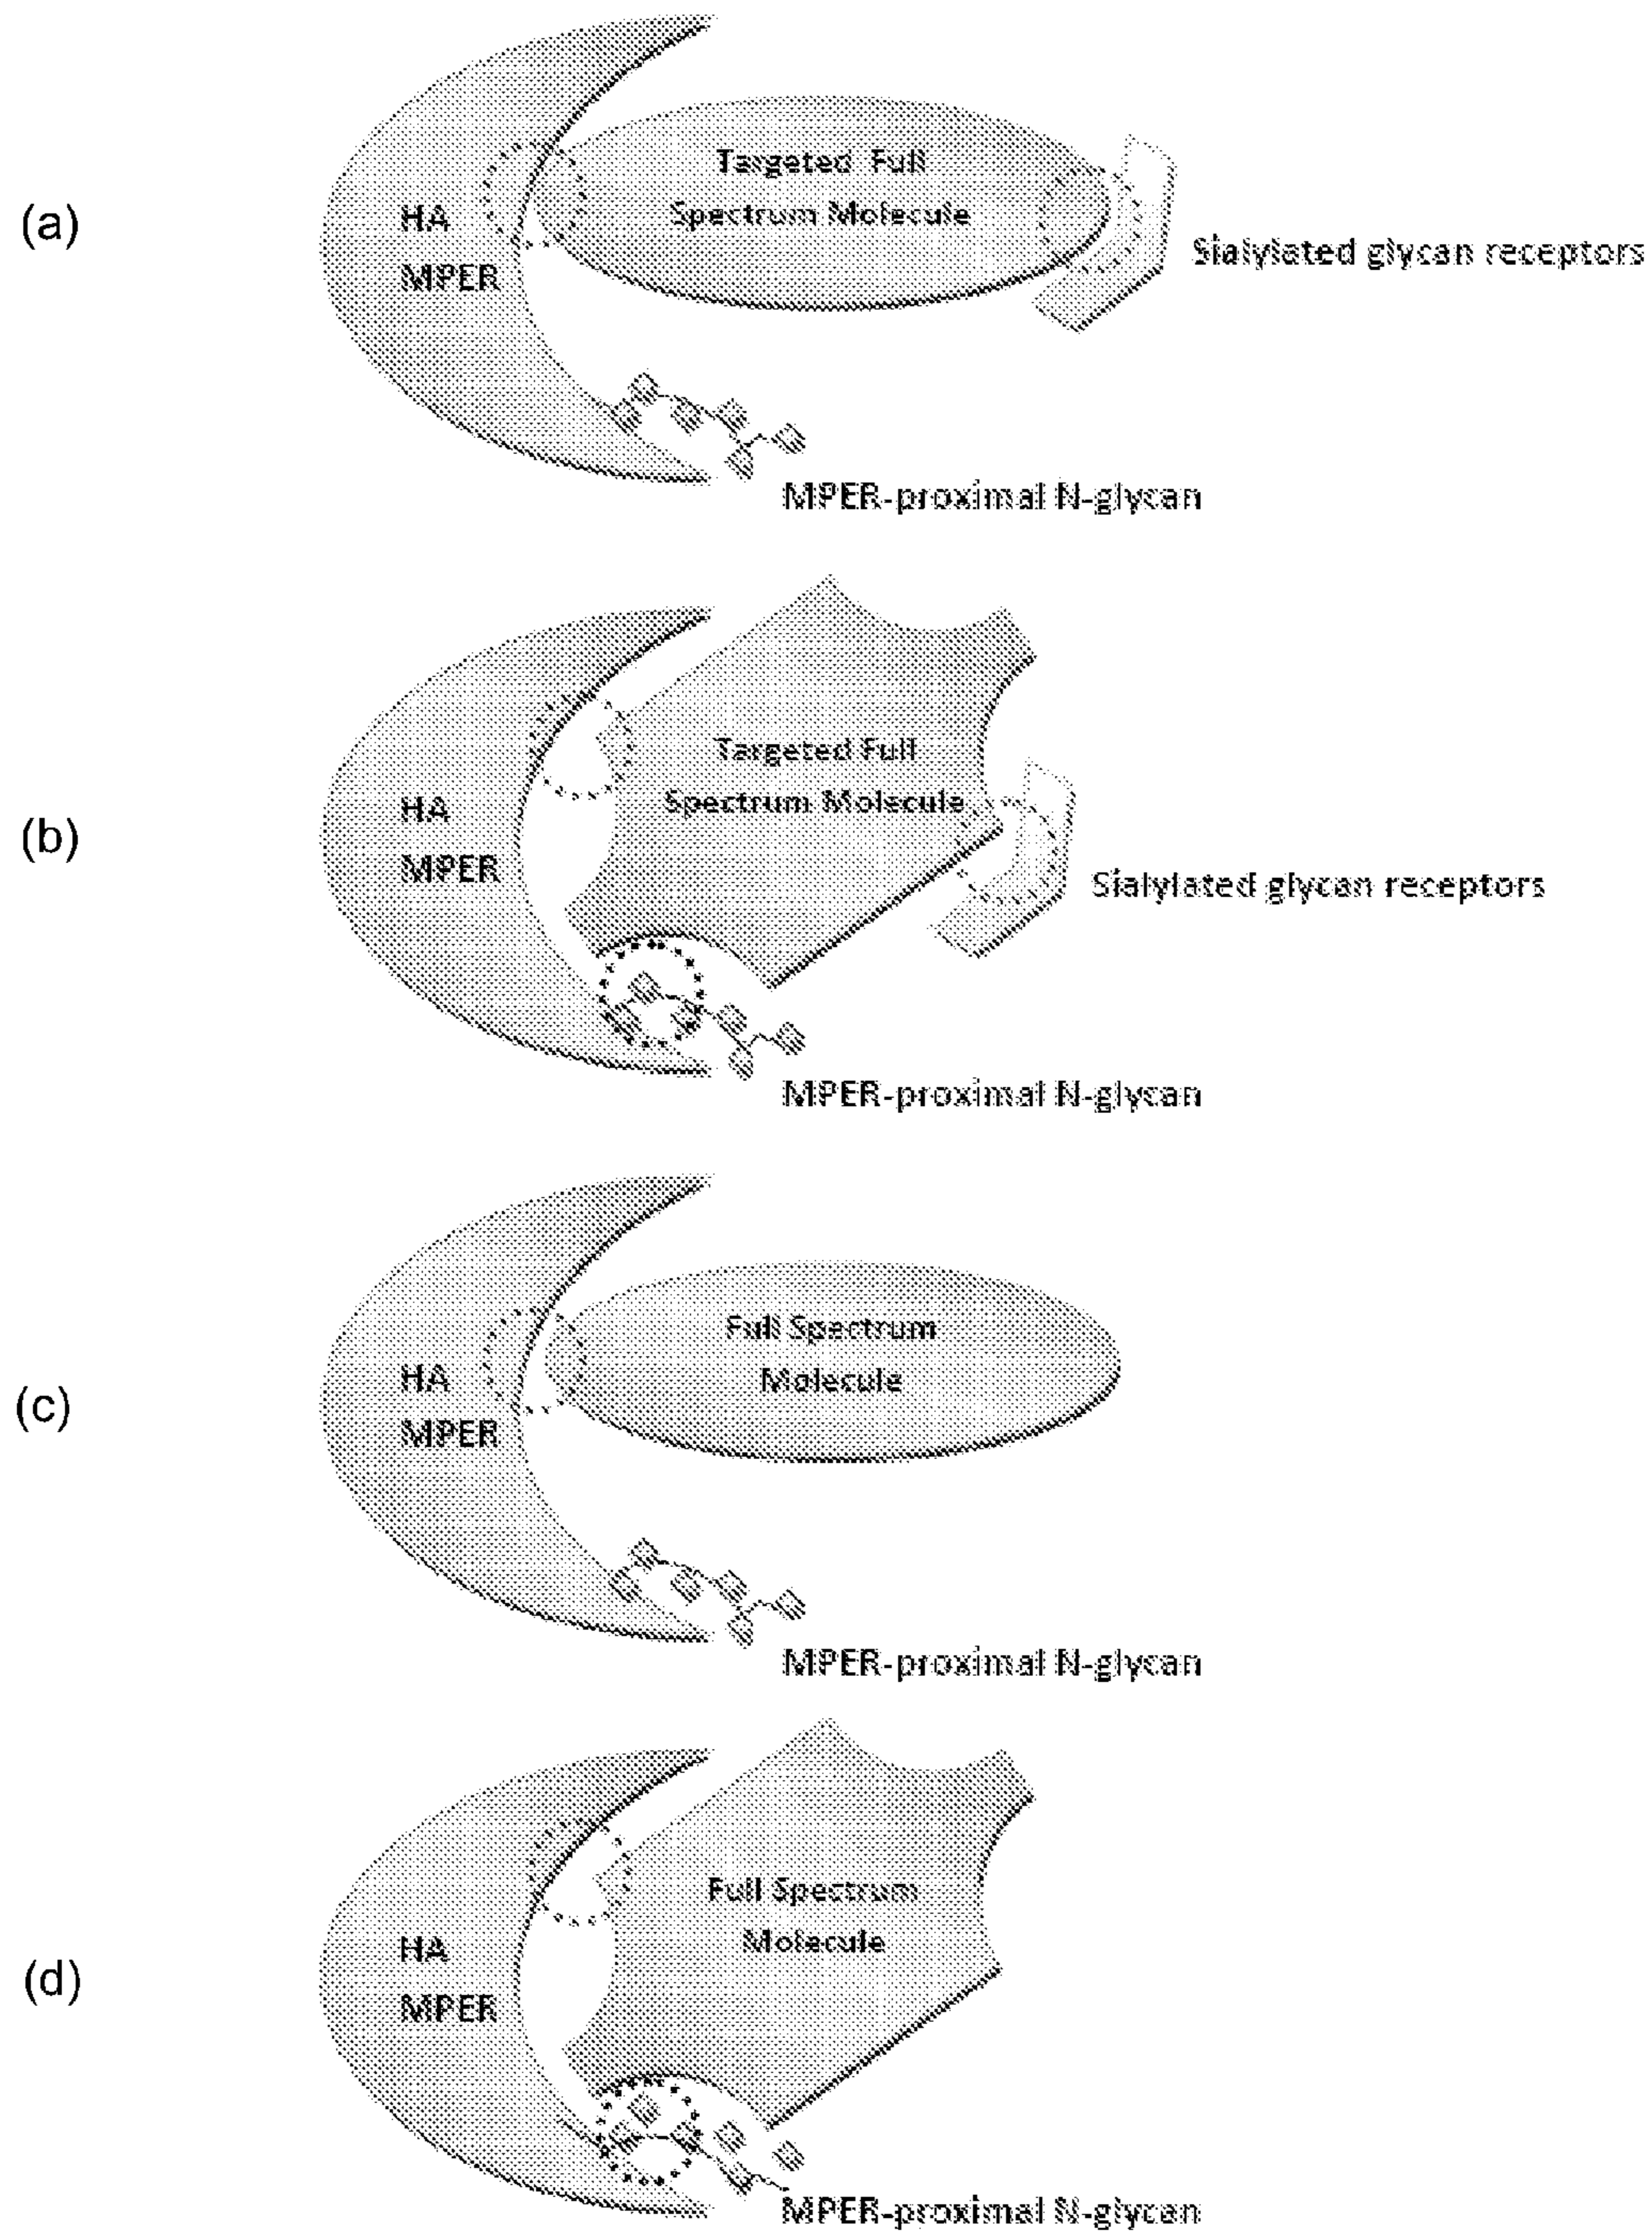 (a)
HA
MPER
Targeted Full
Spectrum Molecule
Sialylated glycan receptors
MPER-proximal N-glycan
(b)
HA
MPER
Targeted Full
Spectrum Molecule
Sialylated glycan receptors
MPER-proximal N-glycan
(c)
HA
MPER
Full Spectrum
Molecule
MPER-proximal N-glycan
(d)
HA
MPER
Full Spectrum
Molecule
MPER-proximal N-glycan